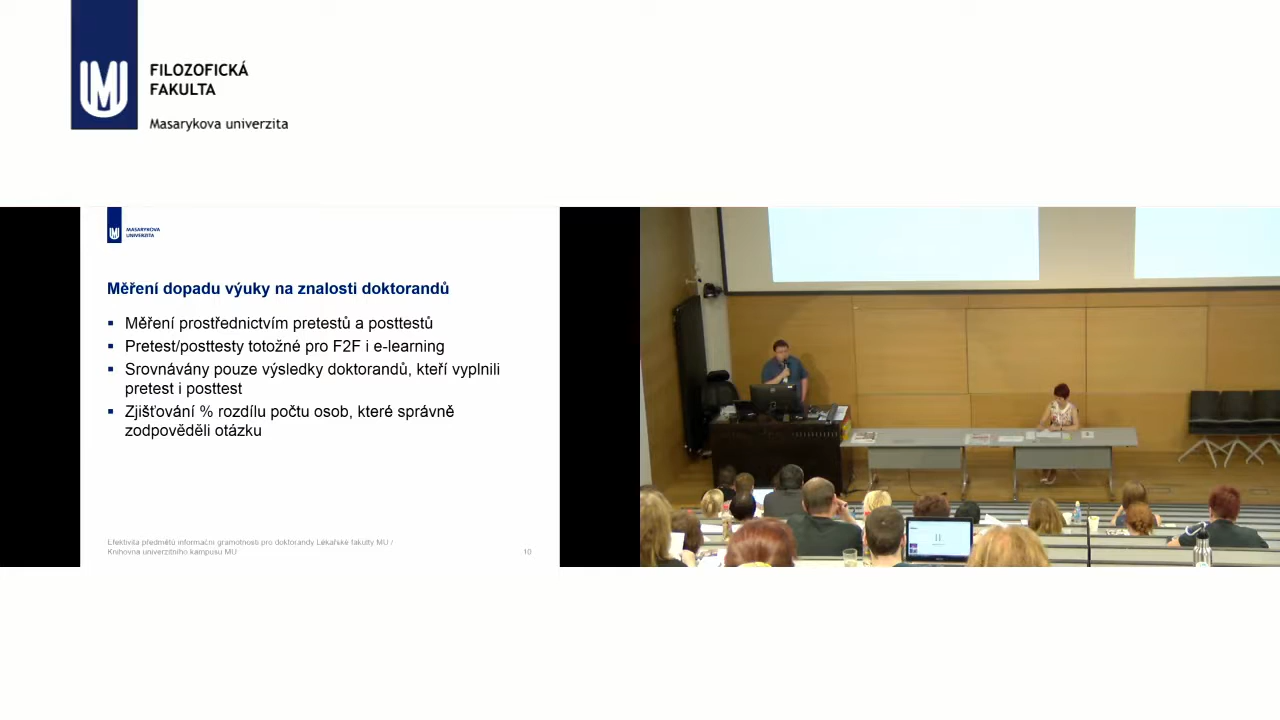 FILOZOFICKÁ
FAKULTA
Masarykova univerzita
MASARYKOVA
UNIVERZITA
Měření dopadu výuky na znalosti doktorandů
Měření prostřednictvím pretestů a posttestů
Pretest/posttesty totožné pro F2F i e-learning
Srovnávány pouze výsledky doktorandů, kteří vyplnili
pretest i posttest
Zjišťování % rozdílu počtu osob, které správně
zodpověděli otázku
Efektivita předmětů informační gramotnosti pro doktorandy Lékařské fakulty MU /
Knihovna univerzitního kampusu MU
10